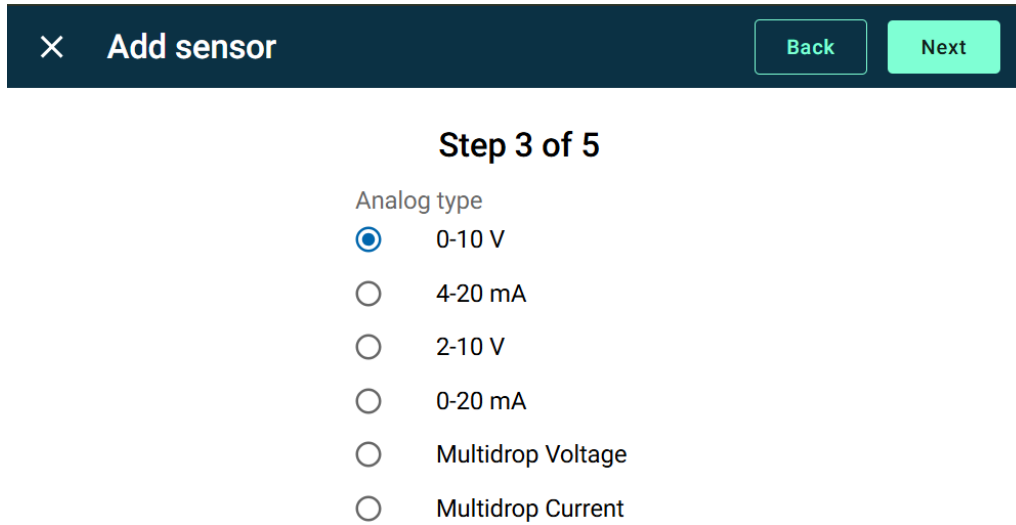 Add sensor
Back
Next
Step 3 of 5
Analog type
0-10 V
4-20 mA
2-10 V
0-20 mA
Multidrop Voltage
Multidrop Current